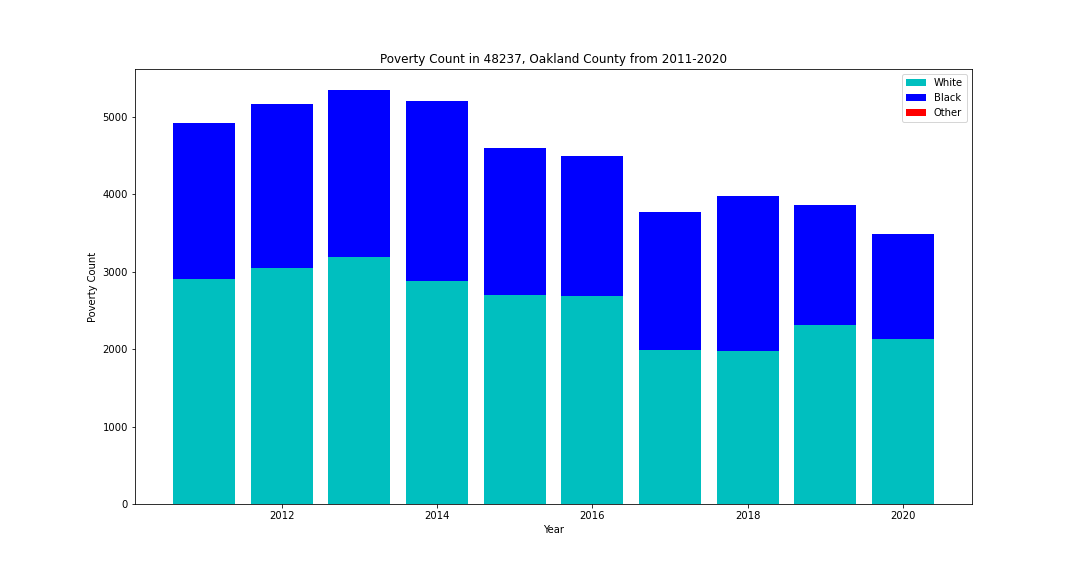 Poverty Count in 48237, Oakland County from 2011-2020
White
Black
Other
5000
4000
3000
2000
1000
0
Poverty Count
2012 2014 2016 2018 2020
Year